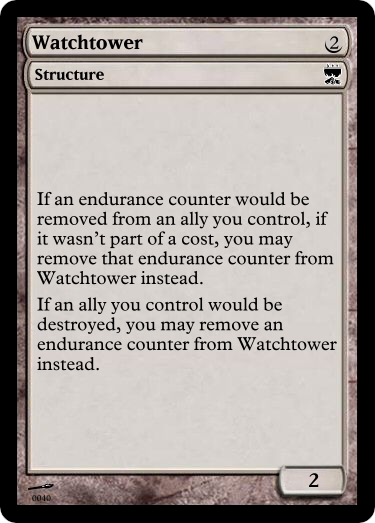 Watchtower 2
Structure
If an endurance counter would be
removed from an ally you control, if
it wasn't part of a cost, you may
remove that endurance counter from
Watchtower instead.
If an ally you control would be
destroyed, you may remove an
endurance counter from Watchtower
instead.
2
0040